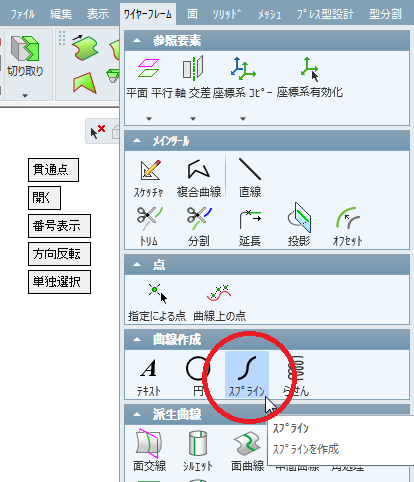 ファイル 編集 表示 ワイヤーフレーム 面 ソリッド メッシュ プレス型設計 型分割
切り取り
参照要素
平面 平行 軸 交差 座標系 コピー 座標系有効化
メインツール
スケッチャ 複合曲線 直線
トリム 分割 延長 投影 オフセット
点
指定による点 曲線上の点
曲線作成
A
テキスト 円 スプライン らせん
派生曲線
面交線 シルエット 面曲線 中間曲線 角処理
スプライン
スプラインを作成
貫通点
開く
番号表示
方向反転
単独選択